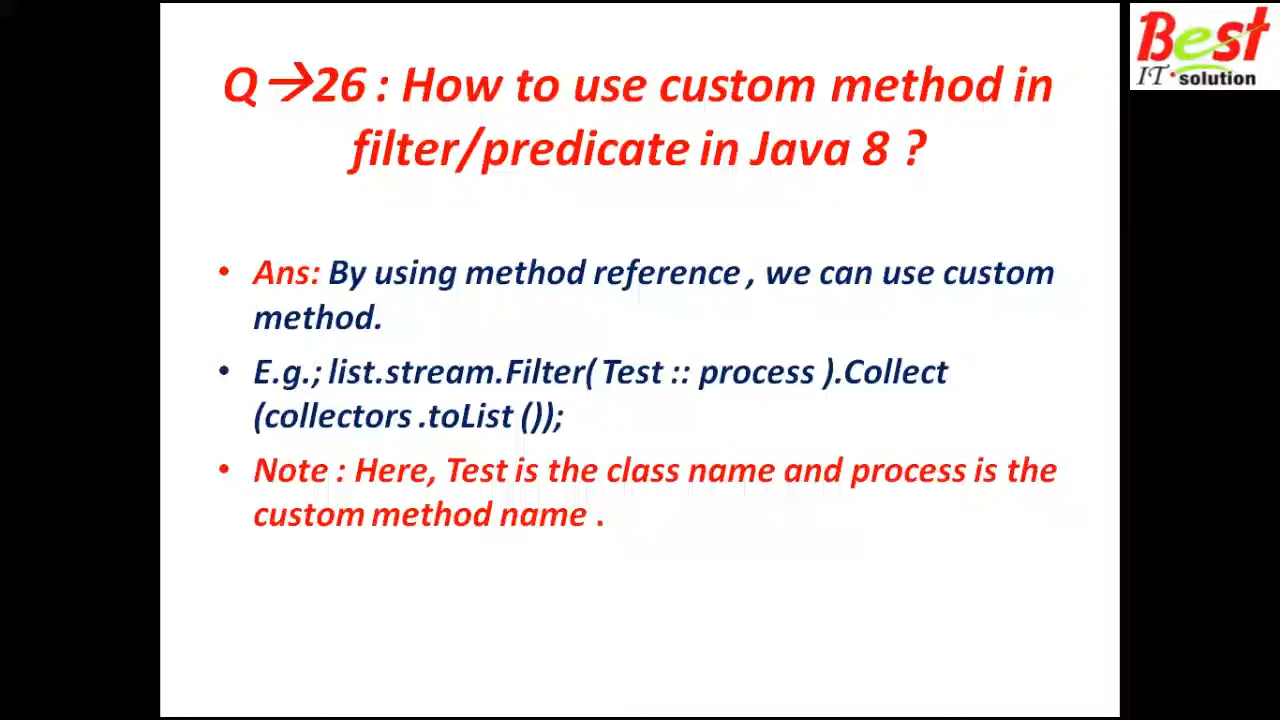 Best
IT solution
Q→26 : How to use custom method in
filter/predicate in Java 8 ?
• Ans: By using method reference , we can use custom
method.
• E.g.; list.stream.Filter( Test :: process ).Collect
(collectors .toList ());
• Note : Here, Test is the class name and process is the
custom method name .